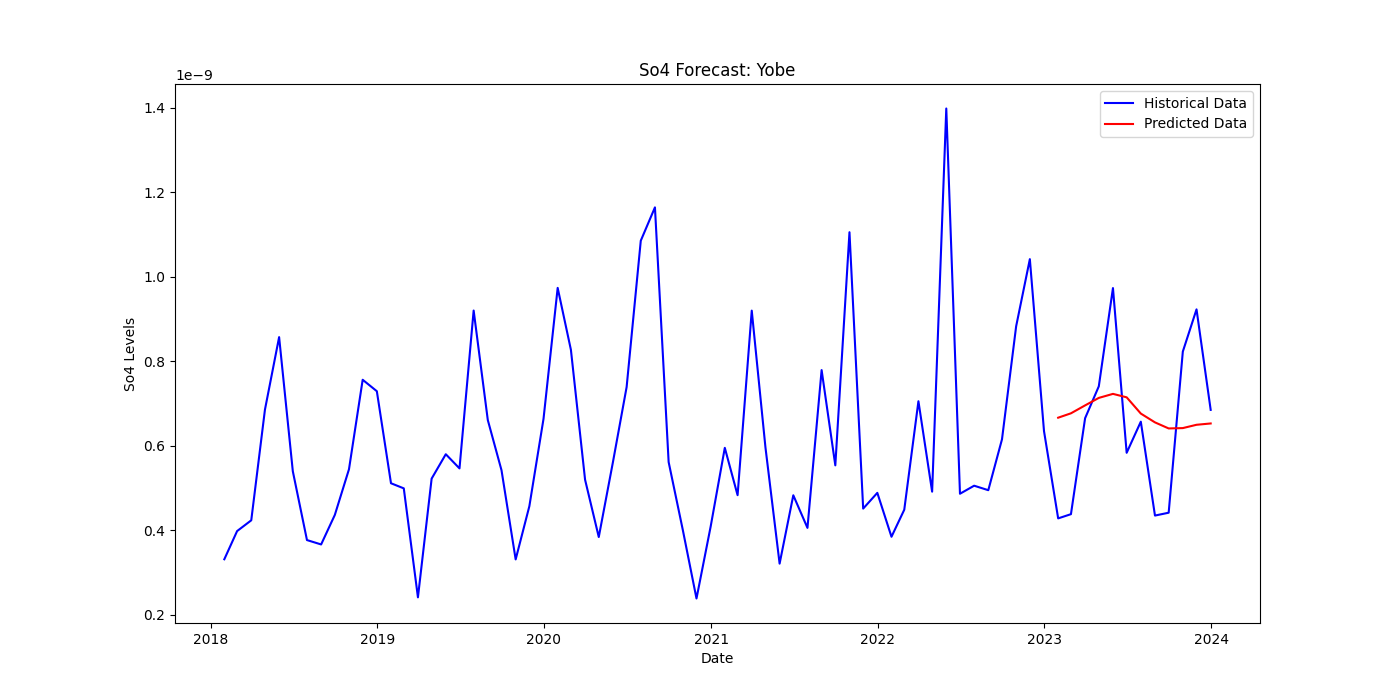 So4 Forecast: Yobe
1e−9
Historical Data
Predicted Data
1.4
1.2
1.0
0.8
0.6
0.4
0.2
So4 Levels
2018 2019 2020 2021 2022 2023 2024
Date